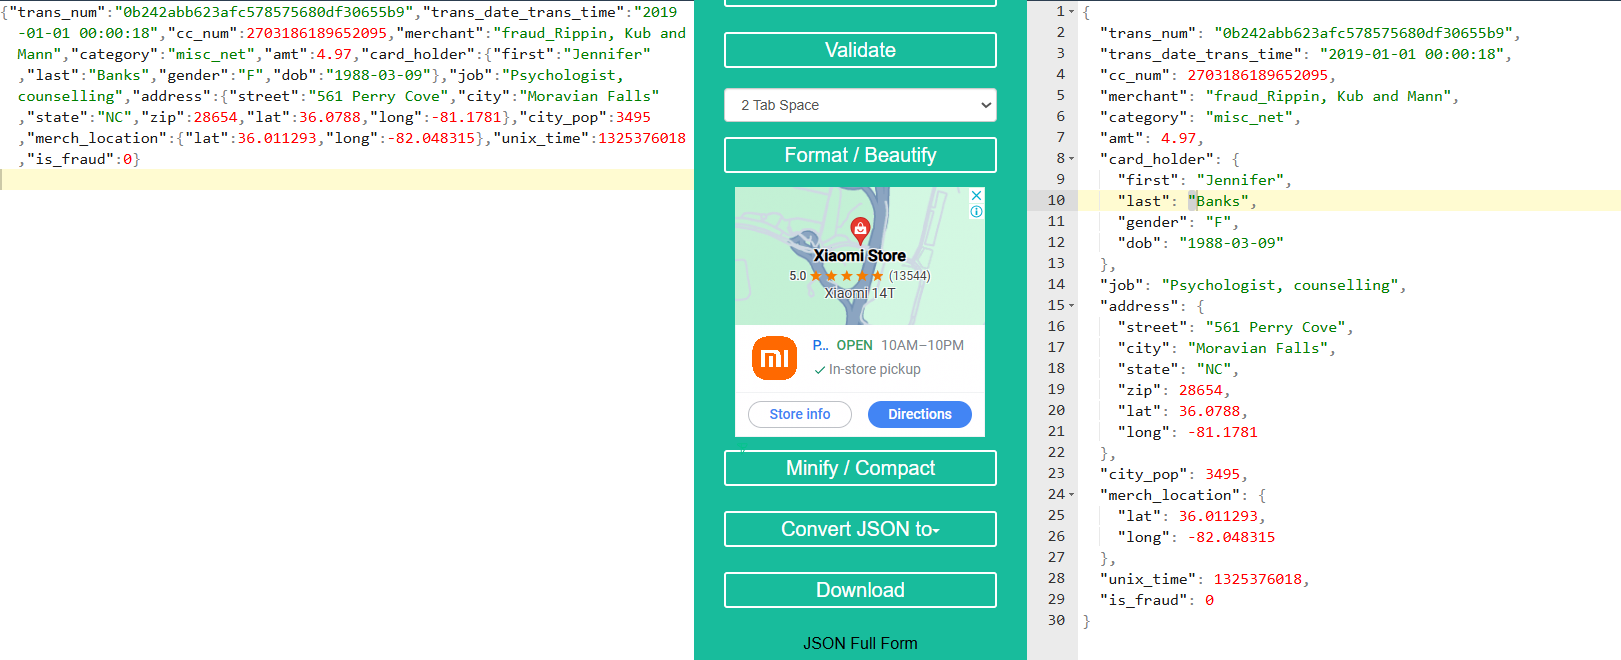 {"trans_num":"0b242abb623afc578575680df30655b9","trans_date_trans_time":"2019
-01-01 00:00:18","cc_num":2703186189652095,"merchant":"fraud_Rippin, Kub and
Mann","category":"misc_net","amt":4.97,"card_holder":{"first":"Jennifer"
,"last":"Banks","gender":"F","dob":"1988-03-09"},"job":"Psychologist,
counselling","address":{"street":"561 Perry Cove","city":"Moravian Falls"
,"state":"NC","zip":28654,"lat":36.0788,"long":-81.1781},"city_pop":3495
,"merch_location":{"lat":36.011293,"long":-82.048315},"unix_time":1325376018
,"is_fraud":0}
Validate
2 Tab Space
Format / Beautify
Xiaomi Store
5.0 ★★★★★ (13544)
Xiaomi 14T
mi
P... OPEN 10AM–10PM
✓ In-store pickup
Store info
Directions
Minify / Compact
Convert JSON to
Download
JSON Full Form
1 {
2 "trans_num": "0b242abb623afc578575680df30655b9",
3 "trans_date_trans_time": "2019-01-01 00:00:18",
4 "cc_num": 2703186189652095,
5 "merchant": "fraud_Rippin, Kub and Mann",
6 "category": "misc_net",
7 "amt": 4.97,
8 "card_holder": {
9 "first": "Jennifer",
10 "last": "Banks",
11 "gender": "F",
12 "dob": "1988-03-09"
13 },
14 "job": "Psychologist, counselling",
15 "address": {
16 "street": "561 Perry Cove",
17 "city": "Moravian Falls",
18 "state": "NC",
19 "zip": 28654,
20 "lat": 36.0788,
21 "long": -81.1781
22 },
23 "city_pop": 3495,
24 "merch_location": {
25 "lat": 36.011293,
26 "long": -82.048315
27 },
28 "unix_time": 1325376018,
29 "is_fraud": 0
30 }